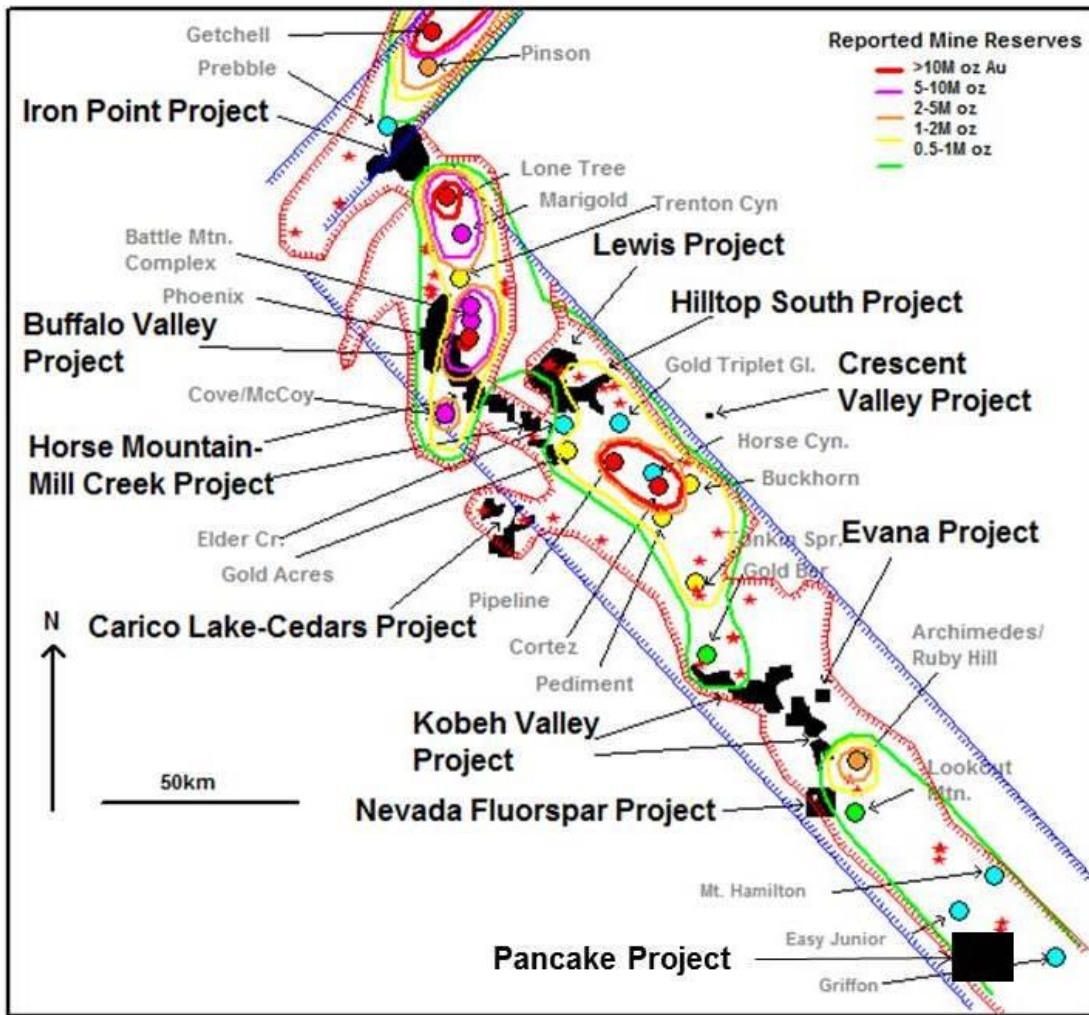 Getchell
Prebble
Pinson
Iron Point Project
Reported Mine Reserves
>10M oz Au
5-10M oz
2-5M oz
1-2M oz
0.5-1M oz
Lone Tree
Marigold
Trenton Cyn
Battle Mtn.
Complex
Lewis Project
Phoenix
Hilltop South Project
Buffalo Valley
Project
Gold Triplet Gl.
Crescent
Valley Project
Cove/McCoy
Horse Mountain-
Mill Creek Project
Horse Cyn.
Buckhorn
Elder Cr.
Gold Acres
Evana Project
Spr.
Gold Bar
Pipeline
N
Carico Lake-Cedars Project
Cortez
Pediment
Archimedes/
Ruby Hill
Kobeh Valley
Project
50km
Lookout
Mtn.
Nevada Fluorspar Project
Mt. Hamilton
Easy Junior
Pancake Project
Griffon